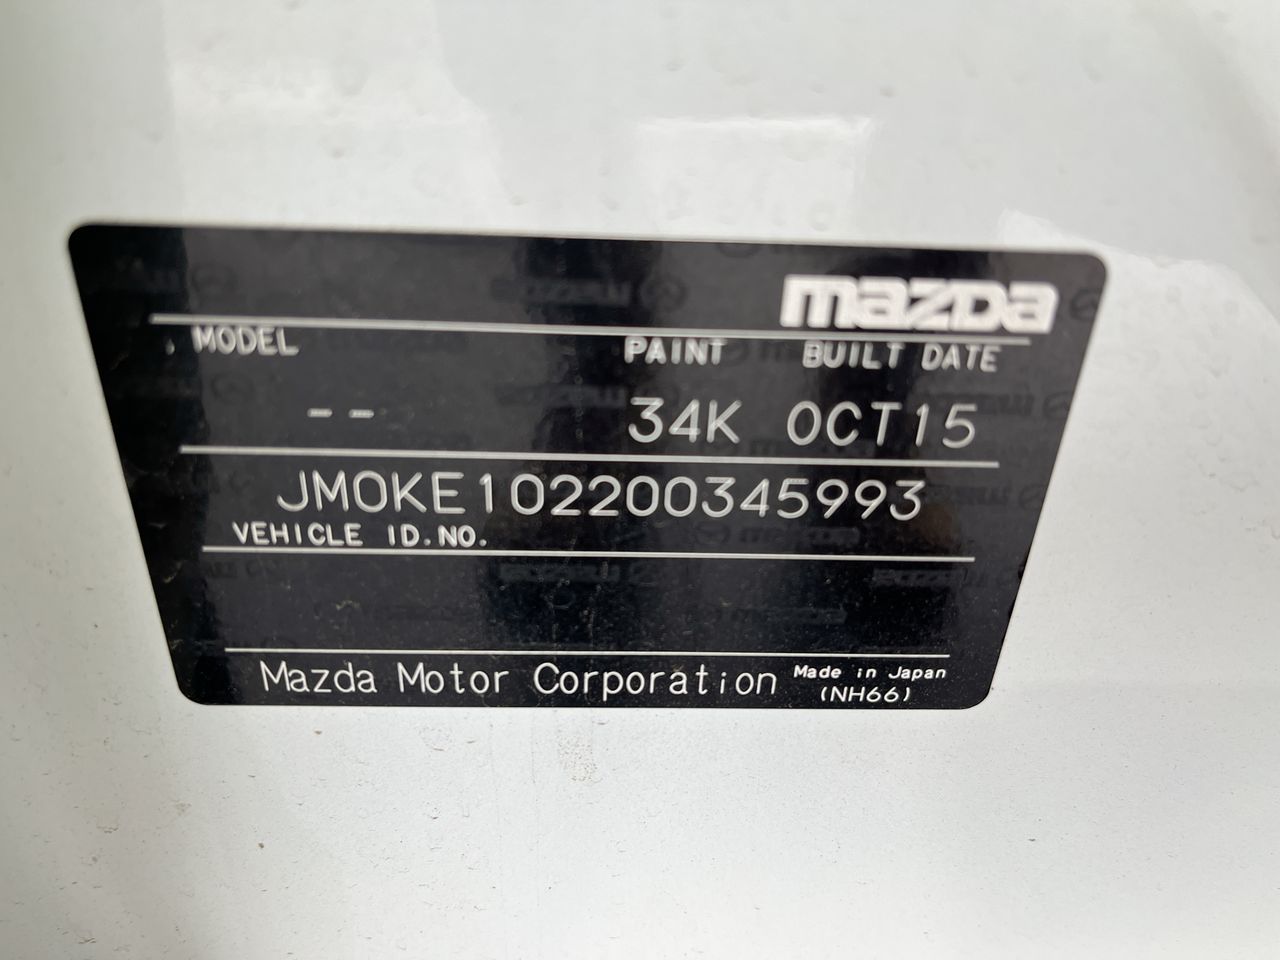 mazda
MODEL PAINT BUILT DATE
-- 34K OCT15
JM0KE102200345993
VEHICLE ID.NO.
Mazda Motor Corporation Made in Japan
(NH66)